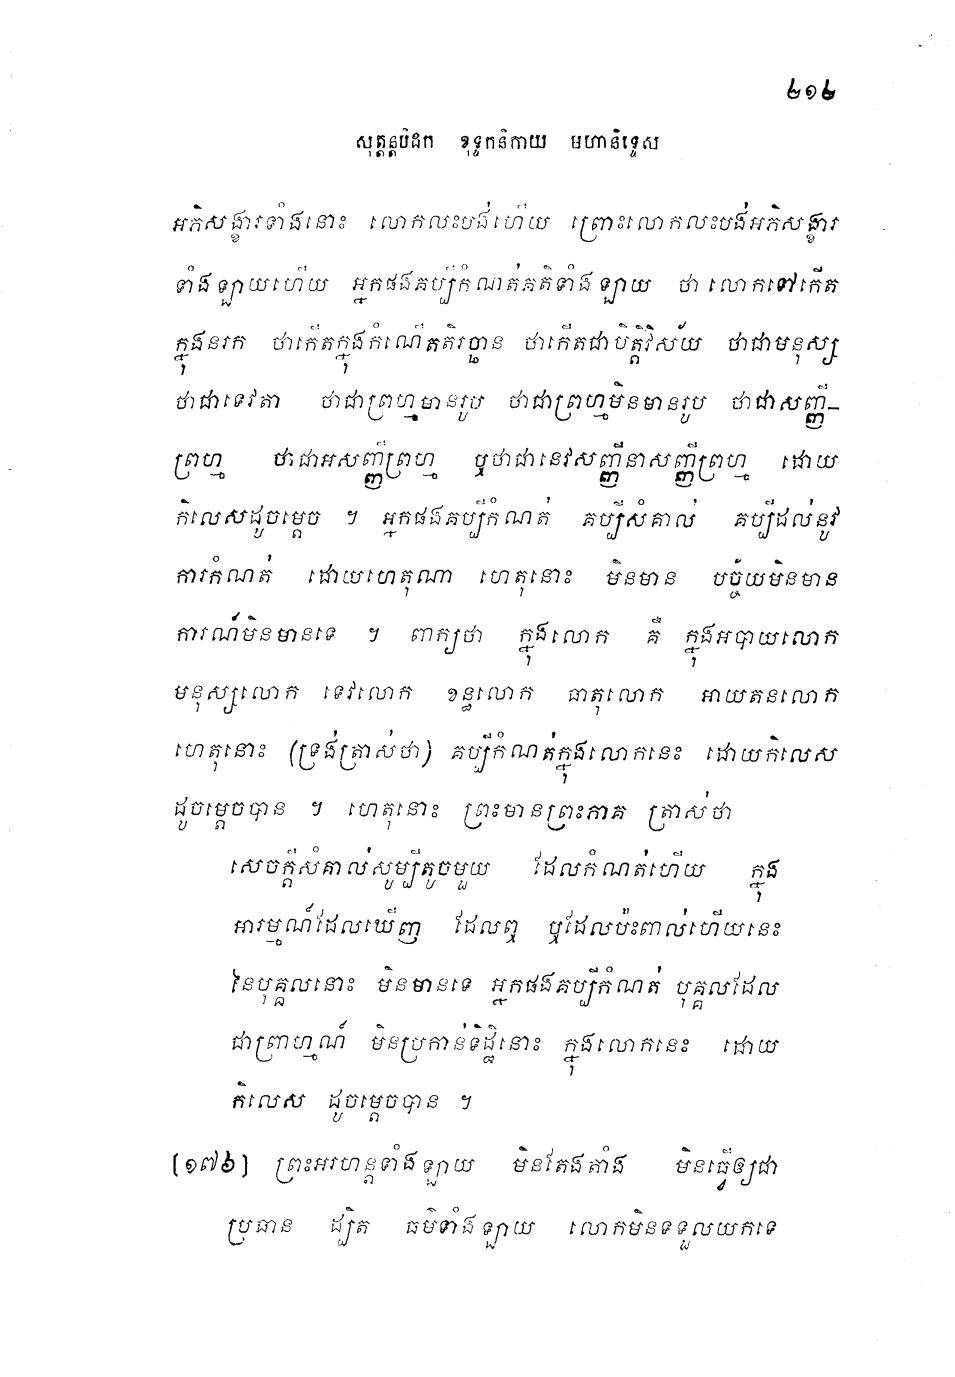 ២១៤
សុត្តន្តបិដក ខុទ្ទកនិកាយ មហានិទ្ទេស
អភិសង្ខារទាំងនោះ លោកលះបង់ហើយ ព្រោះលោកលះបង់អភិសង្ខារ
ទាំងឡាយហើយ អ្នកផងគប្បីកំណត់គតិទាំងឡាយ ថា លោកទៅកើត
ក្នុងនរក ថាកើតក្នុងកំណើតតិរច្ឆាន ថាកើតជាបិត្តិវិស័យ ថាជាមនុស្ស
ថាជាទេវតា ថាជាព្រហ្មមានរូប ថាជាព្រហ្មមិនមានរូប ថាជាសញ្ញី-
ព្រហ្ម ថាជាអសញ្ញីព្រហ្ម ឬថាជានេវសញ្ញីនាសញ្ញីព្រហ្ម ដោយ
កិលេសដូចម្តេច ។ អ្នកផងគប្បីកំណត់ គប្បីសំគាល់ គប្បីដល់នូវ
ការកំណត់ ដោយហេតុណា ហេតុនោះ មិនមាន បច្ច័យមិនមាន
ការណ៍មិនមានទេ ។ ពាក្យថា ក្នុងលោក គឺ ក្នុងអបាយលោក
មនុស្សលោក ទេវលោក ខន្ធលោក ធាតុលោក អាយតនលោក
ហេតុនោះ (ទ្រង់ត្រាស់ថា) គប្បីកំណត់ក្នុងលោកនេះ ដោយកិលេស
ដូចម្តេចបាន ។ ហេតុនោះ ព្រះមានព្រះភាគ ត្រាស់ថា
សេចក្តីសំគាល់សូម្បីតូចមួយ ដែលកំណត់ហើយ ក្នុង
អារម្មណ៍ដែលឃើញ ដែលឮ ឬដែលប៉ះពាល់ហើយនេះ
នៃបុគ្គលនោះ មិនមានទេ អ្នកផងគប្បីកំណត់ បុគ្គលដែល
ជាព្រាហ្មណ៍ មិនប្រកាន់ទិដ្ឋិនោះ ក្នុងលោកនេះ ដោយ
កិលេស ដូចម្តេចបាន ។
[១៧៦] ព្រះអរហន្តទាំងឡាយ មិនតែងតាំង មិនធ្វើឲ្យជា
ប្រធាន ដ្បិត ធម៌ទាំងឡាយ លោកមិនទទួលយកទេ